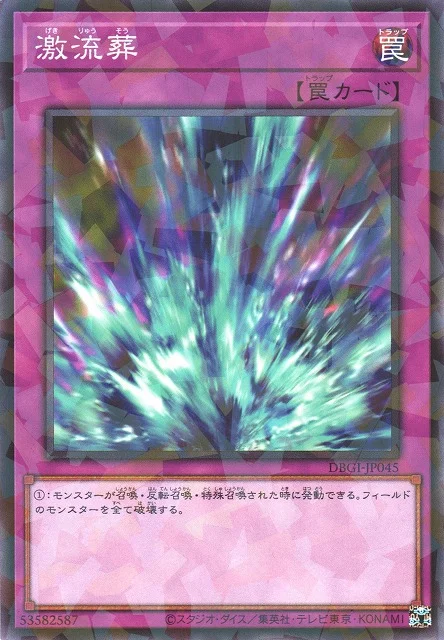 激流葬
罠
【罠カード】
DBGI-JP045
①：モンスターが召喚・反転召喚・特殊召喚された時に発動できる。フィールド
のモンスターを全て破壊する。
53582587
©スタジオ・ダイス／集英社・テレビ東京・KONAMI